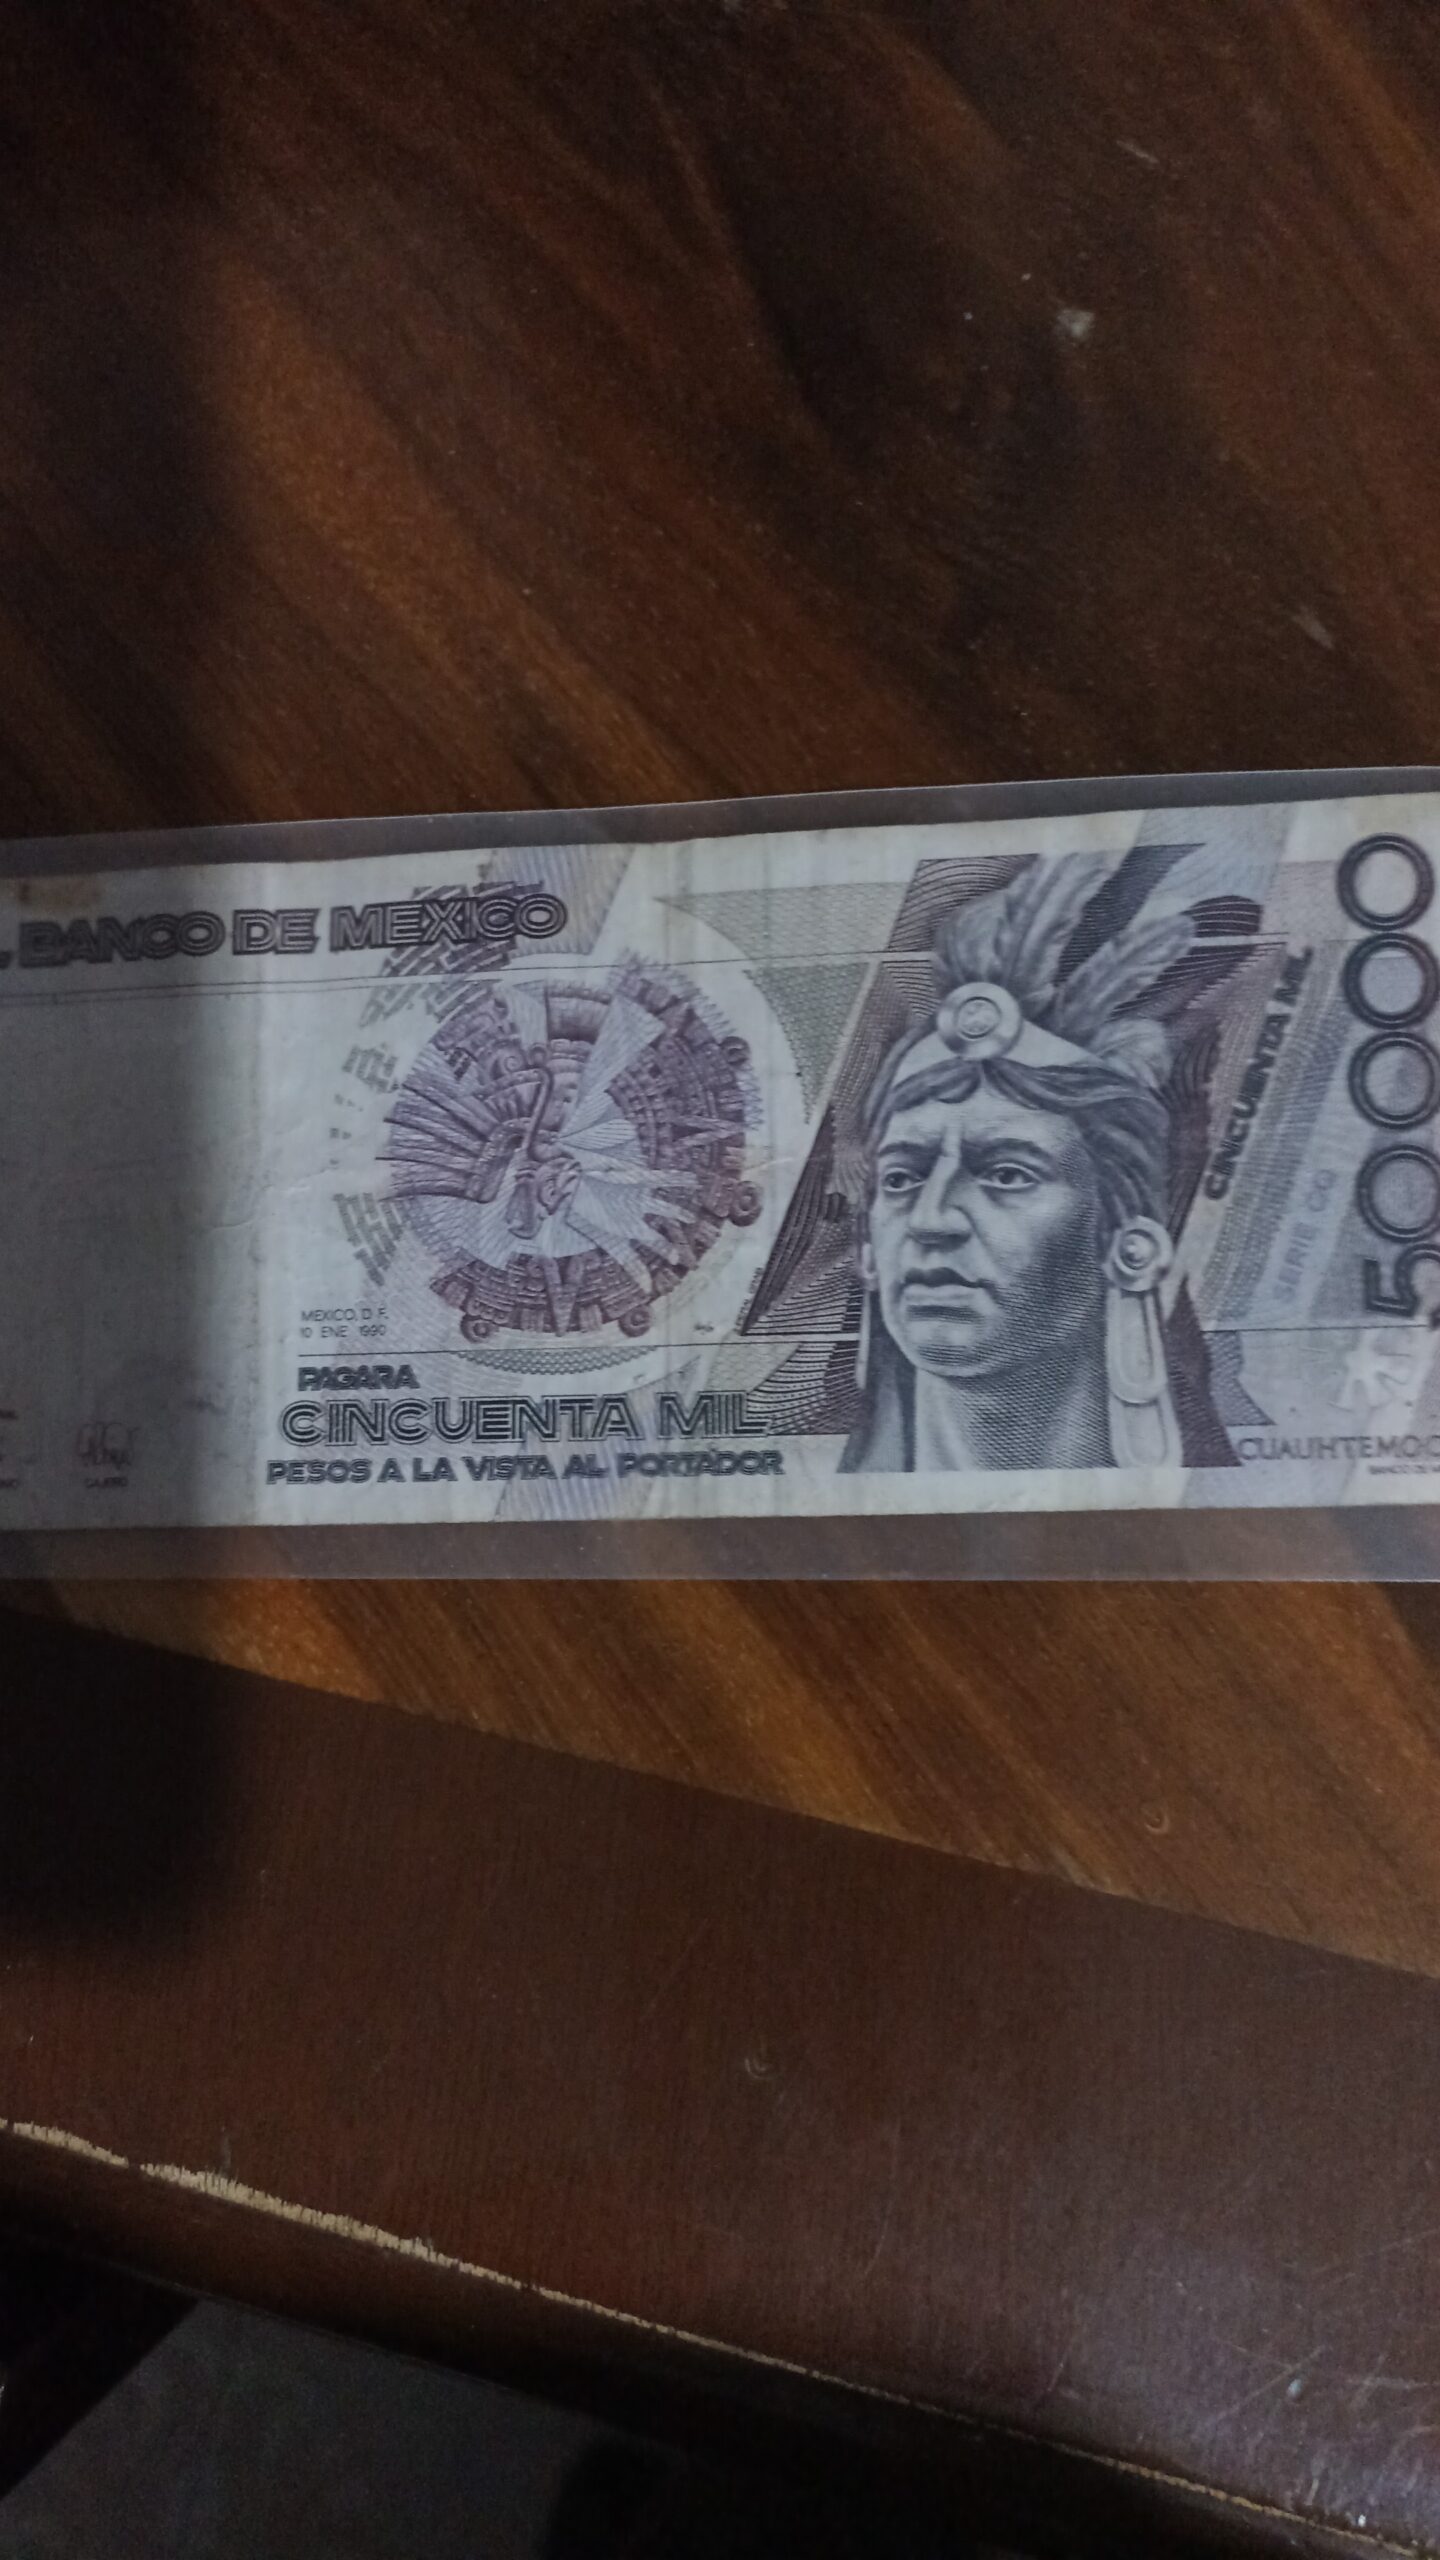 BANCO DE MEXICO
MEXICO, D. F.
10 ENE 1990
PAGARA
CINCUENTA MIL
PESOS A LA VISTA AL PORTADOR
CAJERO
CINCUENTA MIL
50000
CUAUHTEMOC